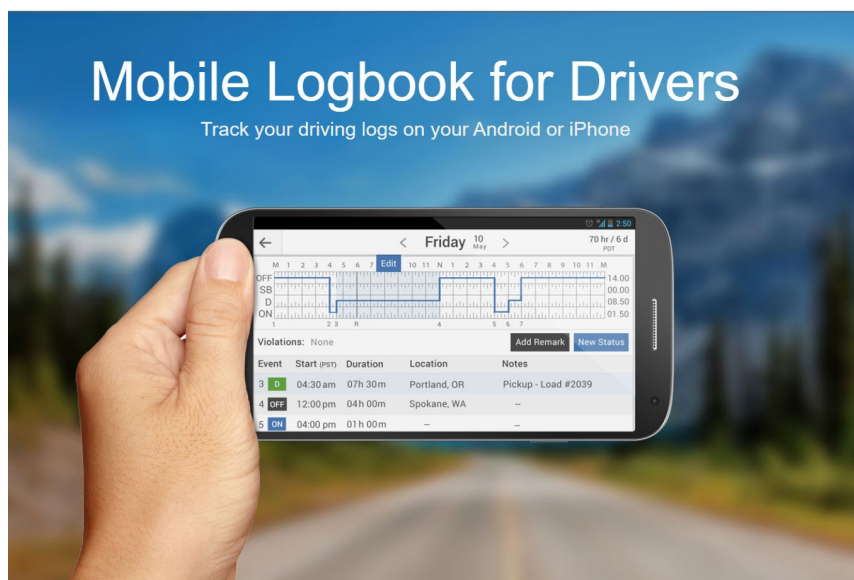 Mobile Logbook for Drivers
Track your driving logs on your Android or iPhone
2:50
< Friday 10 May > 70 hr / 6 d
PDT
M 1 2 3 4 5 6 7 Edit 10 11 N 1 2 3 4 5 6 7 8 9 10 11 M
OFF 14.00
SB 00.00
D 08.50
ON 01.50
1 2 3 R 4 5 6 7
Violations: None Add Remark New Status
Event Start (PST) Duration Location Notes
3 D 04:30 am 07h 30m Portland, OR Pickup - Load #2039
4 OFF 12:00 pm 04h 00m Spokane, WA --
5 ON 04:00 pm 01h 00m -- --